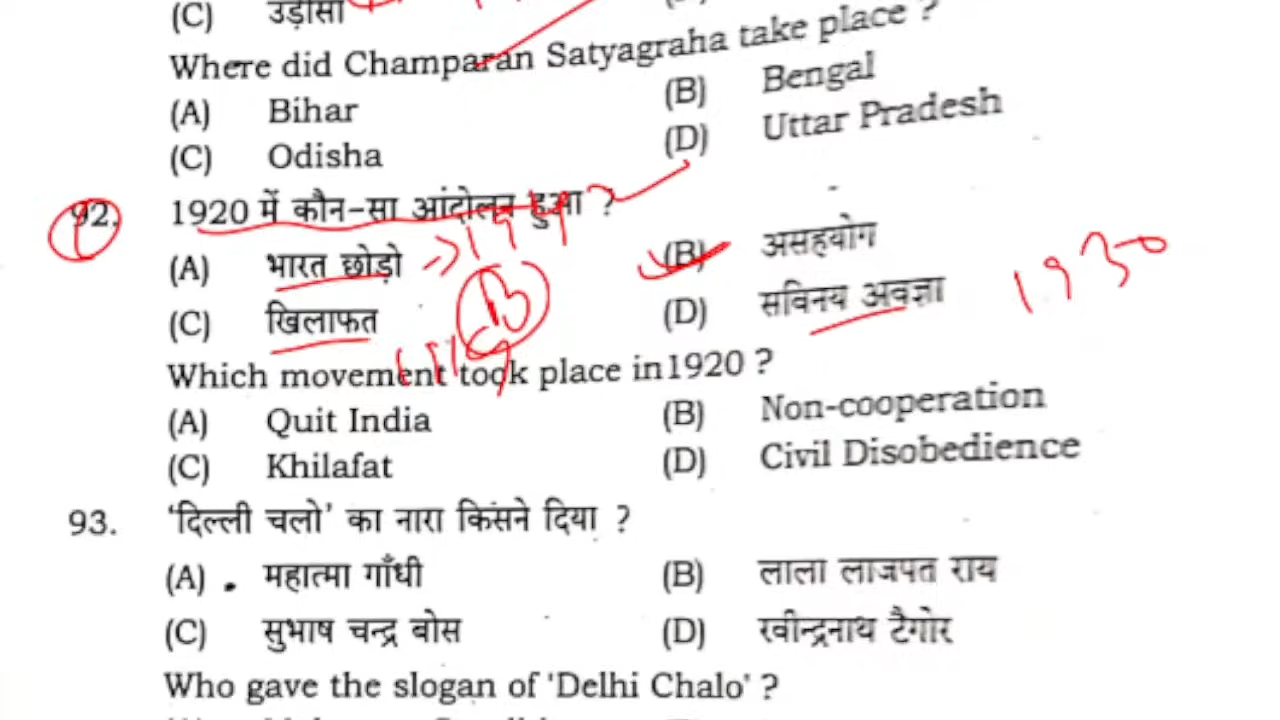 (C) उड़ीसा
Where did Champaran Satyagraha take place ?
(A) Bihar (B) Bengal
(C) Odisha (D) Uttar Pradesh
92. 1920 में कौन-सा आंदोलन हुआ ?
(A) भारत छोड़ो (B) असहयोग
(C) खिलाफत (D) सविनय अवज्ञा 1930
B
Which movement took place in1920 ?
(A) Quit India (B) Non-cooperation
(C) Khilafat (D) Civil Disobedience
93. ‘दिल्ली चलो’ का नारा किसने दिया ?
(A) महात्मा गाँधी (B) लाला लाजपत राय
(C) सुभाष चन्द्र बोस (D) रवीन्द्रनाथ टैगोर
Who gave the slogan of ‘Delhi Chalo’ ?